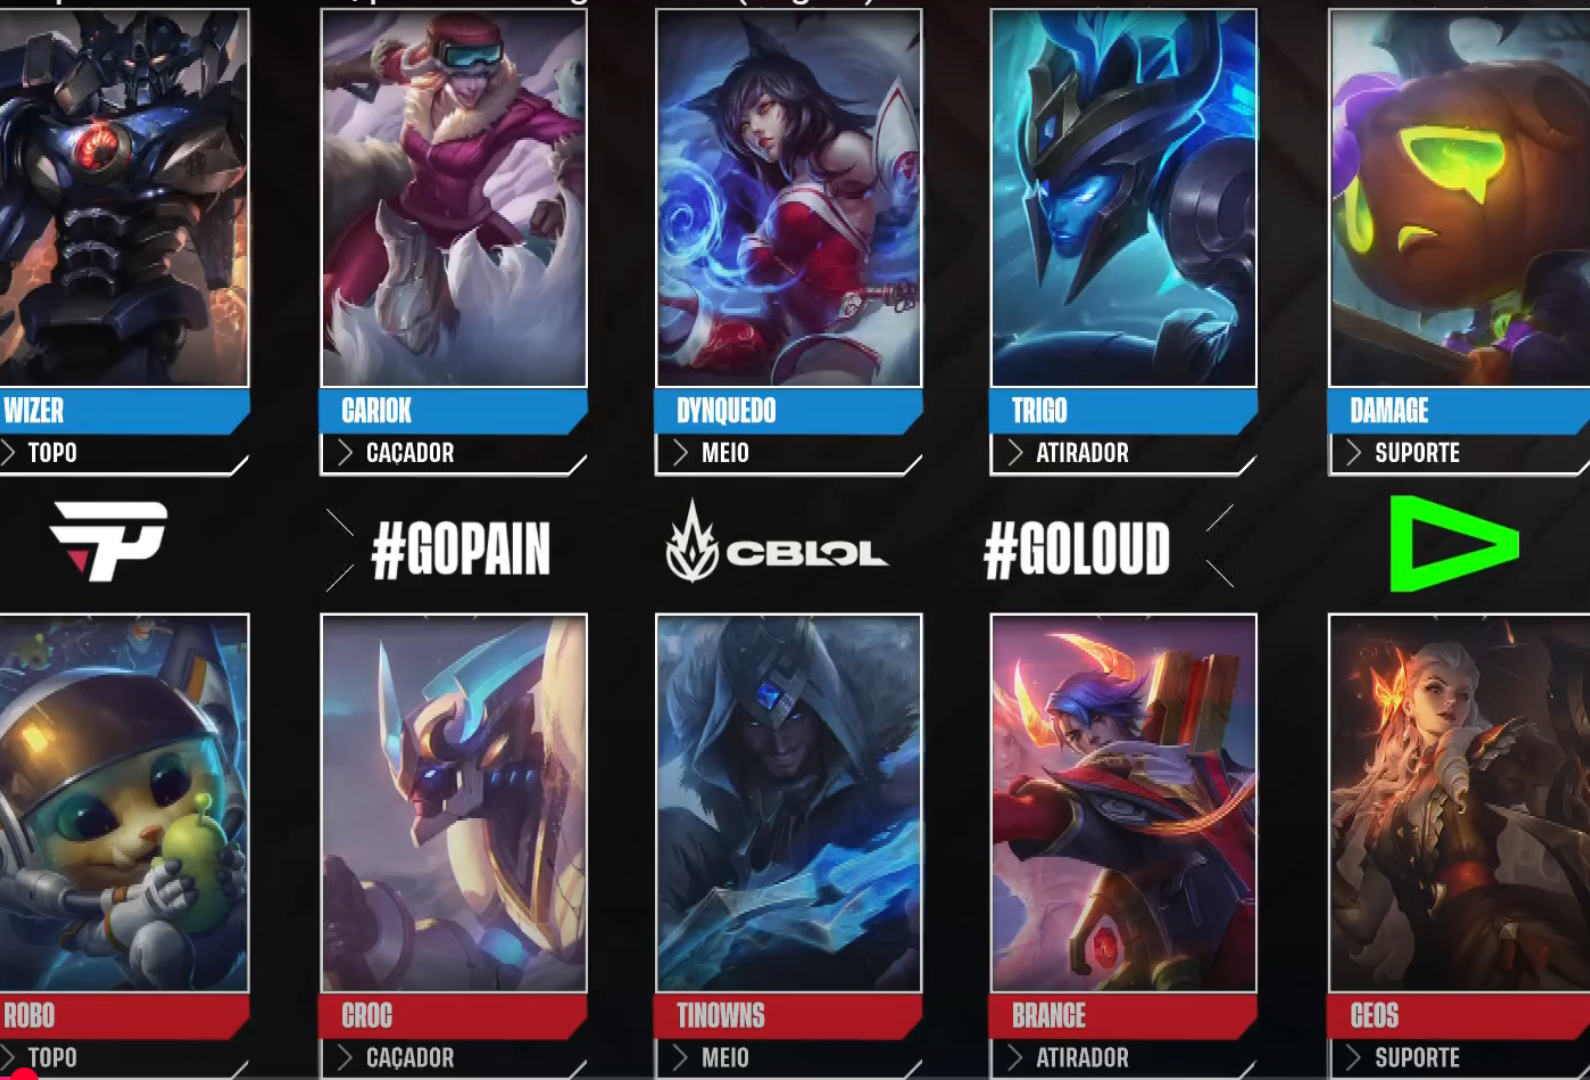 WIZER
TOPO
CARIOK
CAÇADOR
DYNQUEDO
MEIO
TRIGO
ATIRADOR
DAMAGE
SUPORTE
#GOPAIN
CBLOL
#GOLOUD
ROBO
TOPO
CROC
CAÇADOR
TINOWNS
MEIO
BRANCE
ATIRADOR
CEOS
SUPORTE